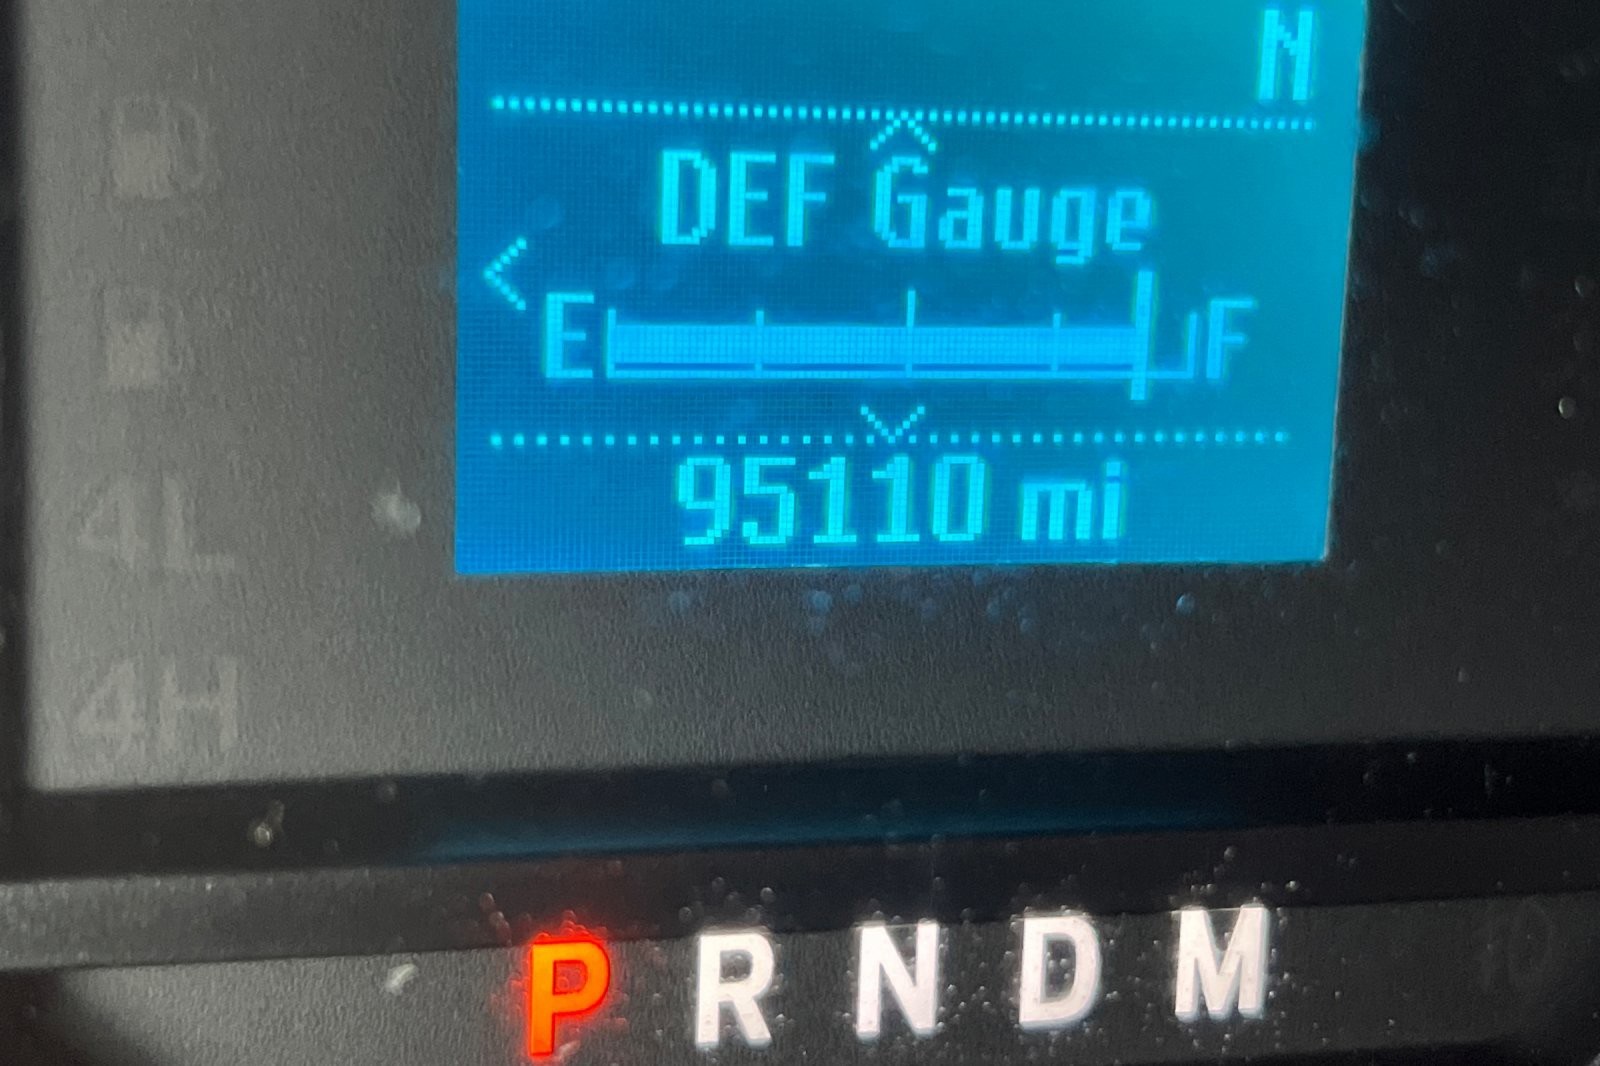 N
DEF Gauge
E F
95110 mi
4L
4H
P R N D M